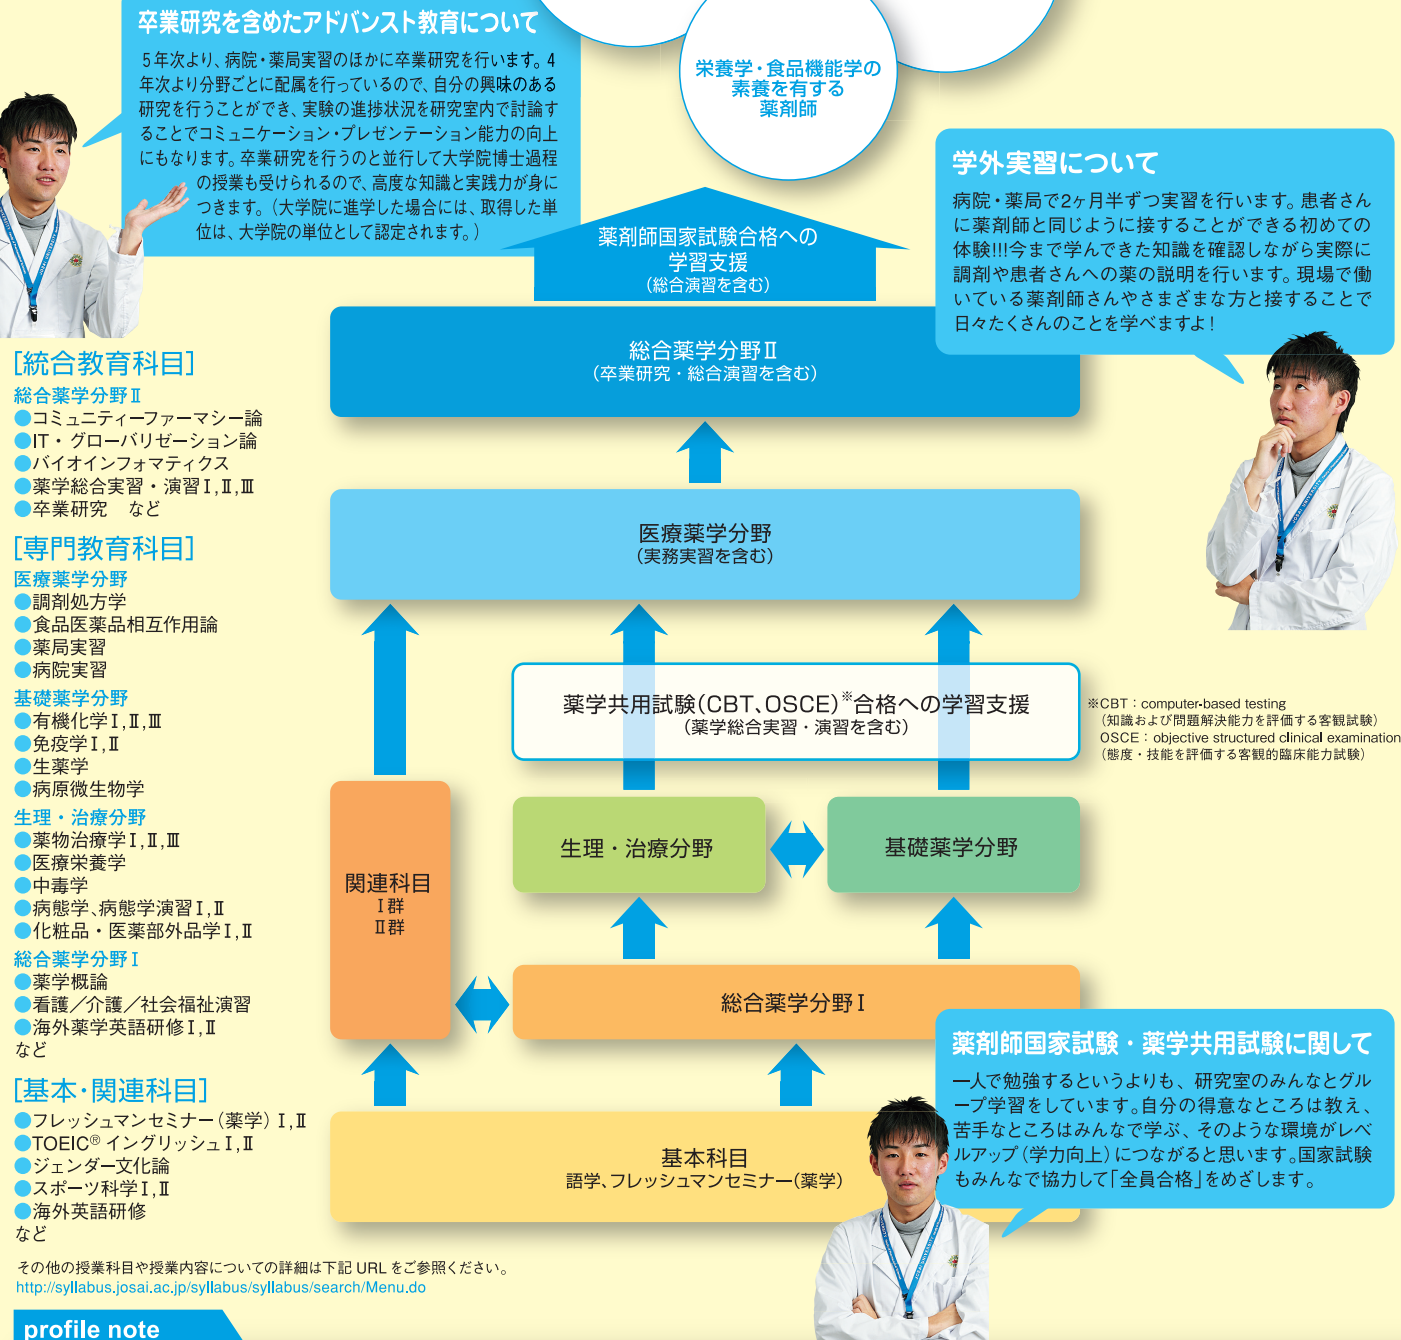 卒業研究を含めたアドバンスト教育について
5年次より、病院・薬局実習のほかに卒業研究を行います。4
年次より分野ごとに配属を行っているので、自分の興味のある
研究を行うことができ、実験の進捗状況を研究室内で討論す
ることでコミュニケーション・プレゼンテーション能力の向上
にもなります。卒業研究を行うのと並行して大学院博士過程
の授業も受けられるので、高度な知識と実践力が身に
つきます。（大学院に進学した場合には、取得した単
位は、大学院の単位として認定されます。）
栄養学・食品機能学の
素養を有する
薬剤師
学外実習について
病院・薬局で2ヶ月半ずつ実習を行います。患者さん
に薬剤師と同じように接することができる初めての
体験!!!今まで学んできた知識を確認しながら実際に
調剤や患者さんへの薬の説明を行います。現場で働
いている薬剤師さんやさまざまな方と接することで
日々たくさんのことを学べますよ！
薬剤師国家試験合格への
学習支援
（総合演習を含む）
総合薬学分野Ⅱ
（卒業研究・総合演習を含む）
医療薬学分野
（実務実習を含む）
薬学共用試験(CBT、OSCE)※合格への学習支援
（薬学総合実習・演習を含む）
※CBT：computer-based testing
（知識および問題解決能力を評価する客観試験）
OSCE：objective structured clinical examination
（態度・技能を評価する客観的臨床能力試験）
生理・治療分野
基礎薬学分野
関連科目
Ⅰ群
Ⅱ群
総合薬学分野Ⅰ
基本科目
語学、フレッシュマンセミナー(薬学)
薬剤師国家試験・薬学共用試験に関して
一人で勉強するというよりも、研究室のみんなとグル
ープ学習をしています。自分の得意なところは教え、
苦手なところはみんなで学ぶ、そのような環境がレベ
ルアップ（学力向上）につながると思います。国家試験
もみんなで協力して「全員合格」をめざします。
［統合教育科目］
総合薬学分野Ⅱ
●コミュニティーファーマシー論
●IT・グローバリゼーション論
●バイオインフォマティクス
●薬学総合実習・演習Ⅰ,Ⅱ,Ⅲ
●卒業研究　など
［専門教育科目］
医療薬学分野
●調剤処方学
●食品医薬品相互作用論
●薬局実習
●病院実習
基礎薬学分野
●有機化学Ⅰ,Ⅱ,Ⅲ
●免疫学Ⅰ,Ⅱ
●生薬学
●病原微生物学
生理・治療分野
●薬物治療学Ⅰ,Ⅱ,Ⅲ
●医療栄養学
●中毒学
●病態学、病態学演習Ⅰ,Ⅱ
●化粧品・医薬部外品学Ⅰ,Ⅱ
総合薬学分野Ⅰ
●薬学概論
●看護／介護／社会福祉演習
●海外薬学英語研修Ⅰ,Ⅱ
など
［基本・関連科目］
●フレッシュマンセミナー（薬学）Ⅰ,Ⅱ
●TOEIC® イングリッシュⅠ,Ⅱ
●ジェンダー文化論
●スポーツ科学Ⅰ,Ⅱ
●海外英語研修
など
その他の授業科目や授業内容についての詳細は下記 URL をご参照ください。
http://syllabus.josai.ac.jp/syllabus/syllabus/search/Menu.do
profile note